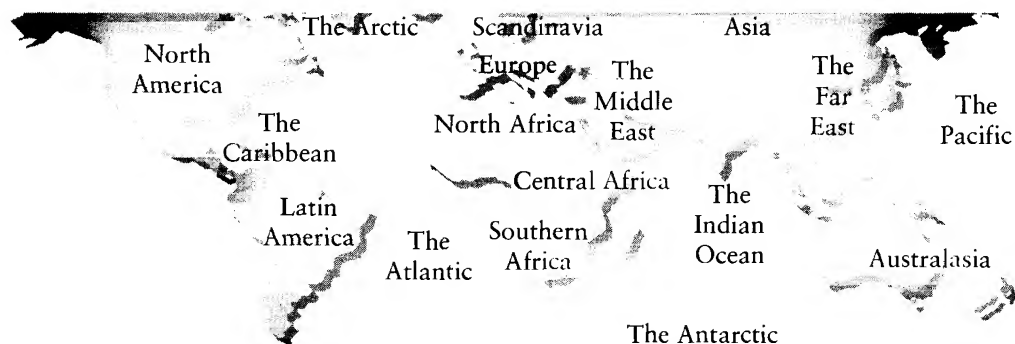 The Arctic
Scandinavia
Asia
North
America
Europe
The
Middle
East
The
Far
East
The
Pacific
North Africa
The
Caribbean
Central Africa
Latin
America
The
Atlantic
Southern
Africa
The
Indian
Ocean
Australasia
The Antarctic